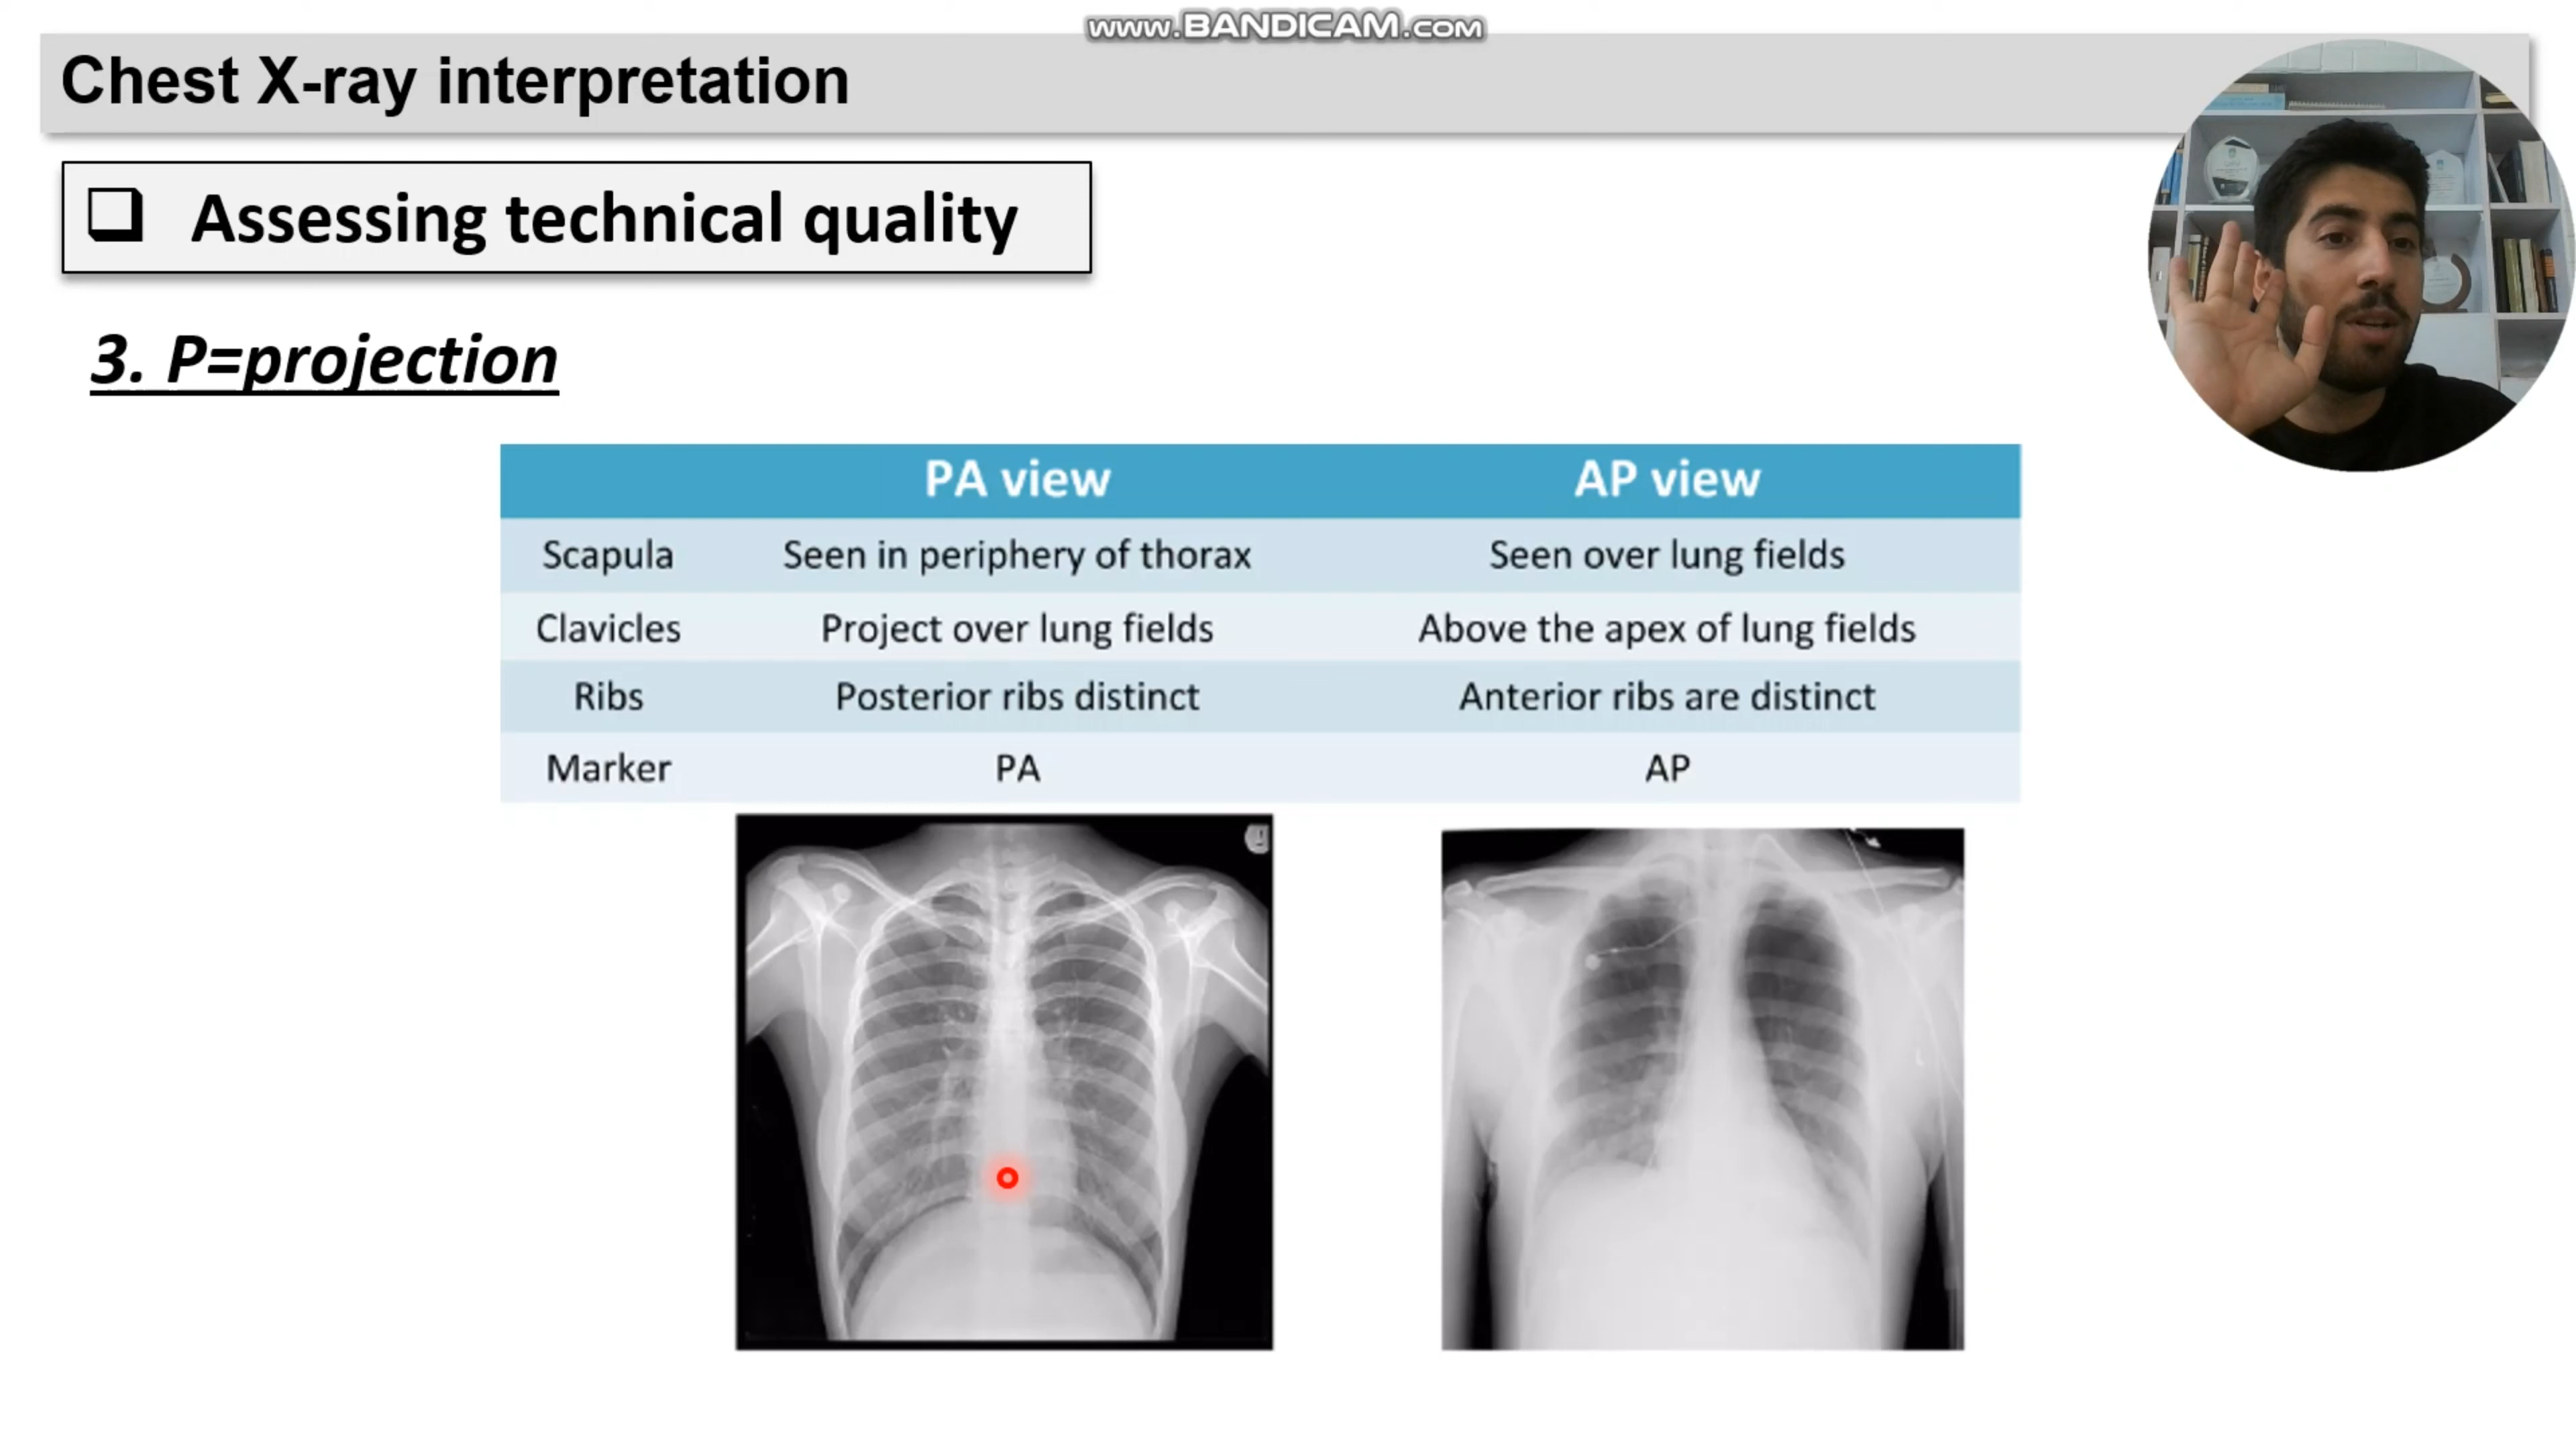 www.BANDICAM.com
Chest X-ray interpretation
Assessing technical quality
3. P=projection
PA view AP view
Scapula Seen in periphery of thorax Seen over lung fields
Clavicles Project over lung fields Above the apex of lung fields
Ribs Posterior ribs distinct Anterior ribs are distinct
Marker PA AP
L